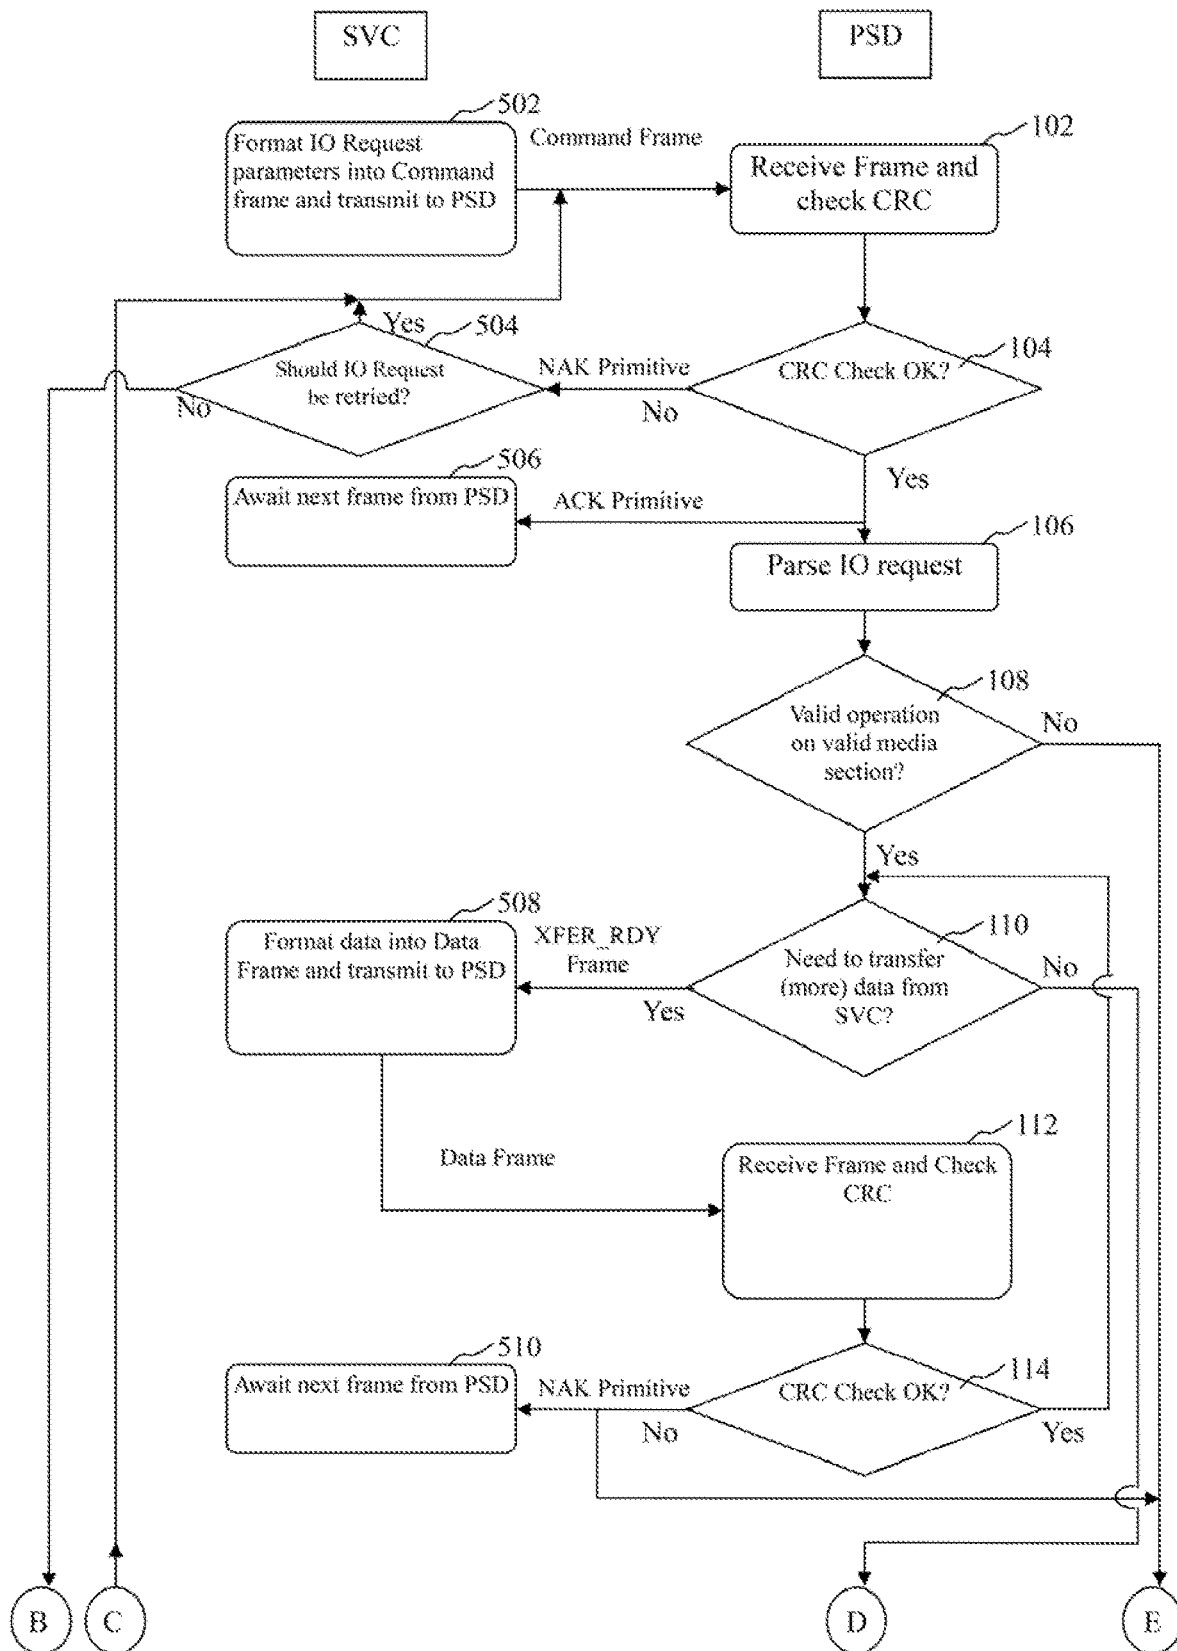 SVC
PSD
502
Format IO Request
parameters into Command
frame and transmit to PSD
Command Frame
102
Receive Frame and
check CRC
Yes
504
Should IO Request
be retried?
No
NAK Primitive
No
104
CRC Check OK?
Yes
506
Await next frame from PSD
ACK Primitive
106
Parse IO request
108
Valid operation
on valid media
section?
No
Yes
508
Format data into Data
Frame and transmit to PSD
XFER_RDY
Frame
Yes
110
Need to transfer
(more) data from
SVC?
No
Data Frame
112
Receive Frame and Check
CRC
510
Await next frame from PSD
NAK Primitive
No
114
CRC Check OK?
Yes
B
C
D
E